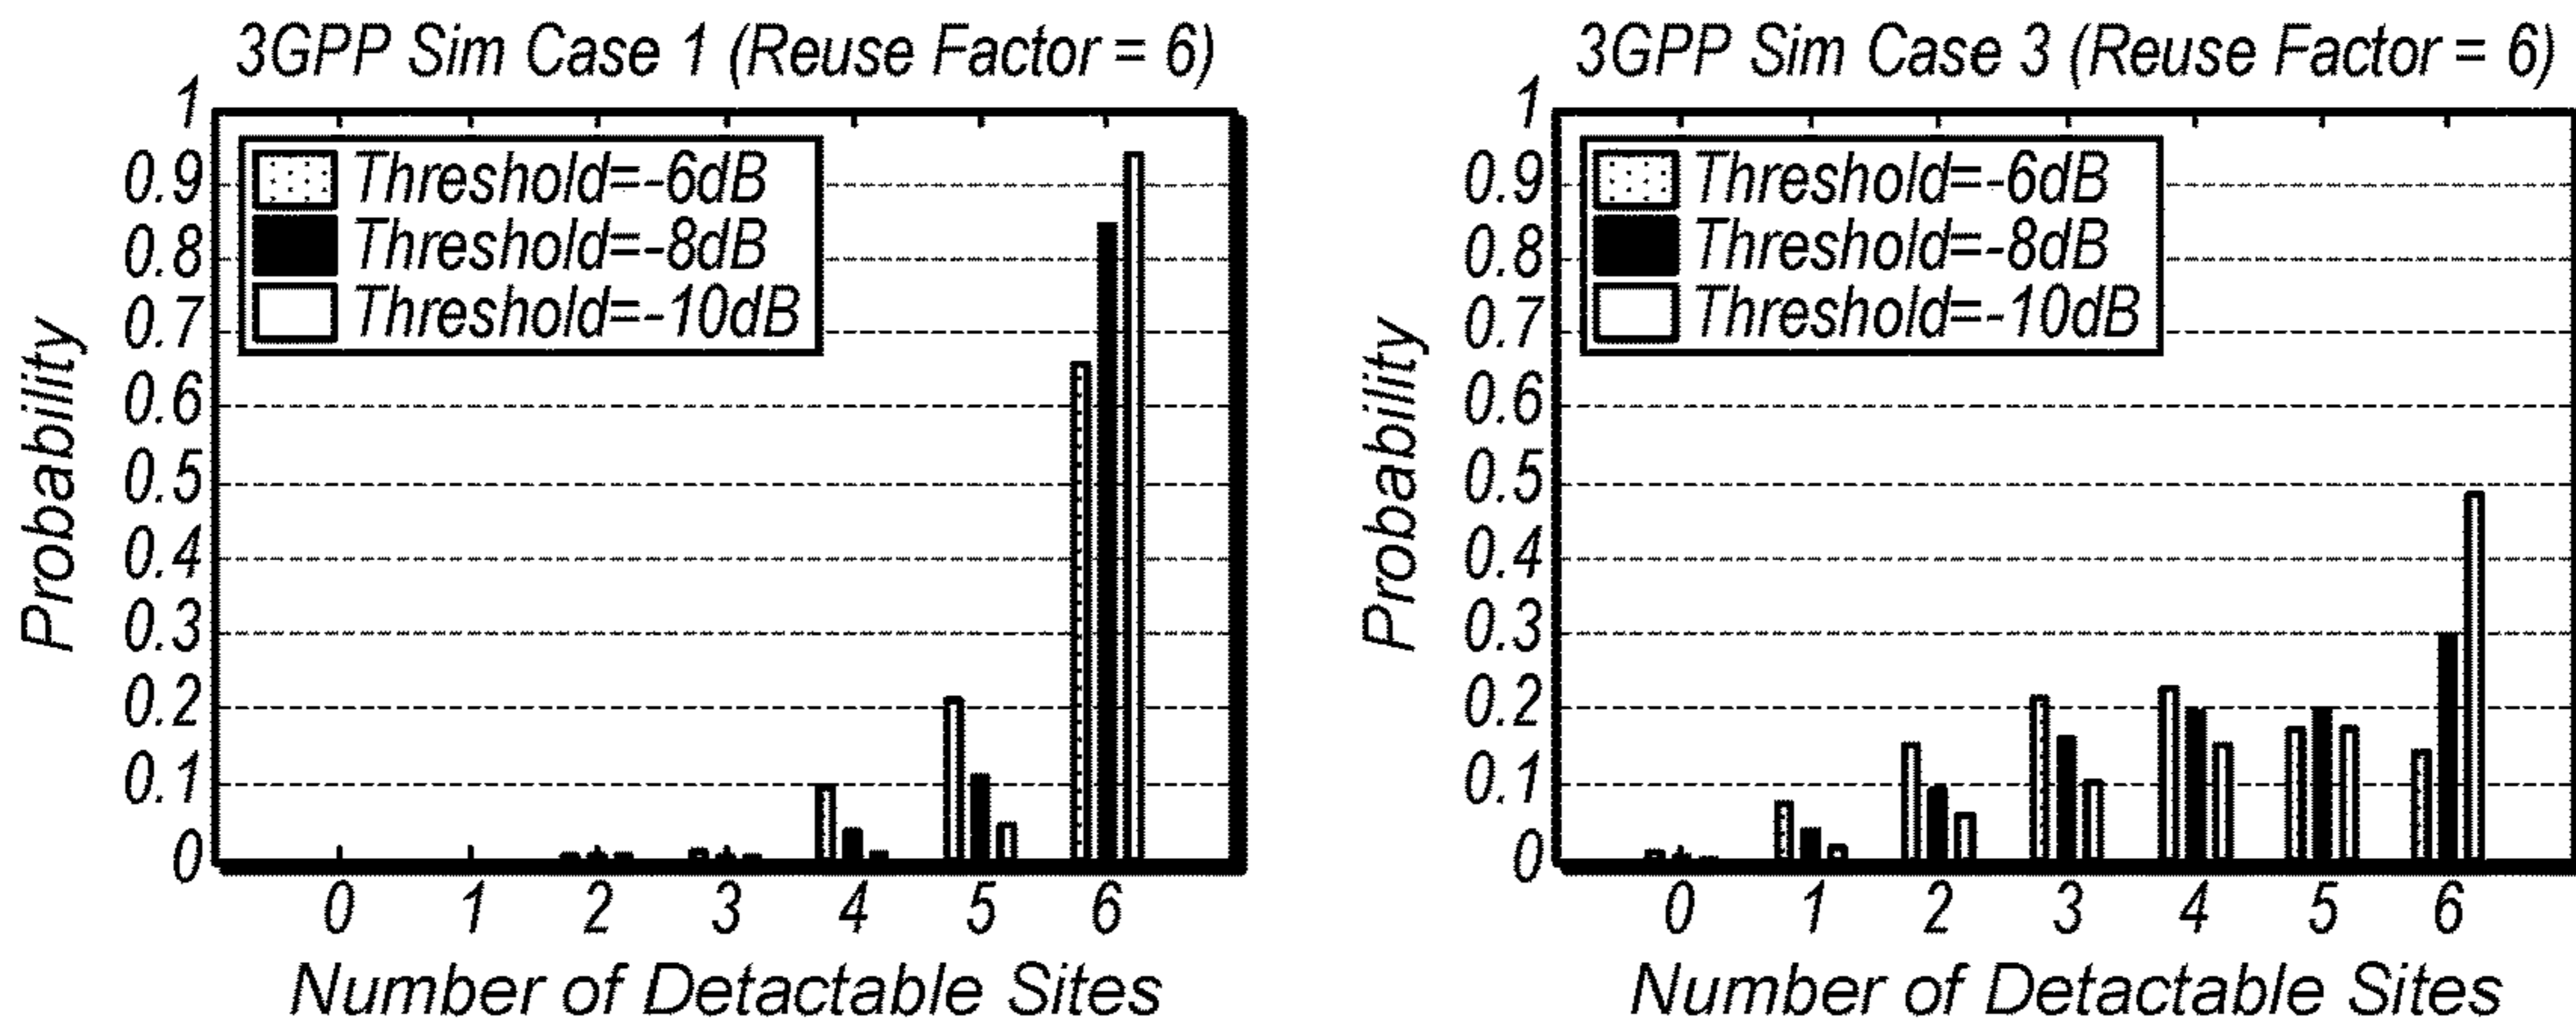 3GPP Sim Case 1 (Reuse Factor = 6)
1
0.9
0.8
0.7
0.6
0.5
0.4
0.3
0.2
0.1
0
Probability
Threshold=-6dB
Threshold=-8dB
Threshold=-10dB
0 1 2 3 4 5 6
Number of Detactable Sites
3GPP Sim Case 3 (Reuse Factor = 6)
1
0.9
0.8
0.7
0.6
0.5
0.4
0.3
0.2
0.1
0
Probability
Threshold=-6dB
Threshold=-8dB
Threshold=-10dB
0 1 2 3 4 5 6
Number of Detactable Sites